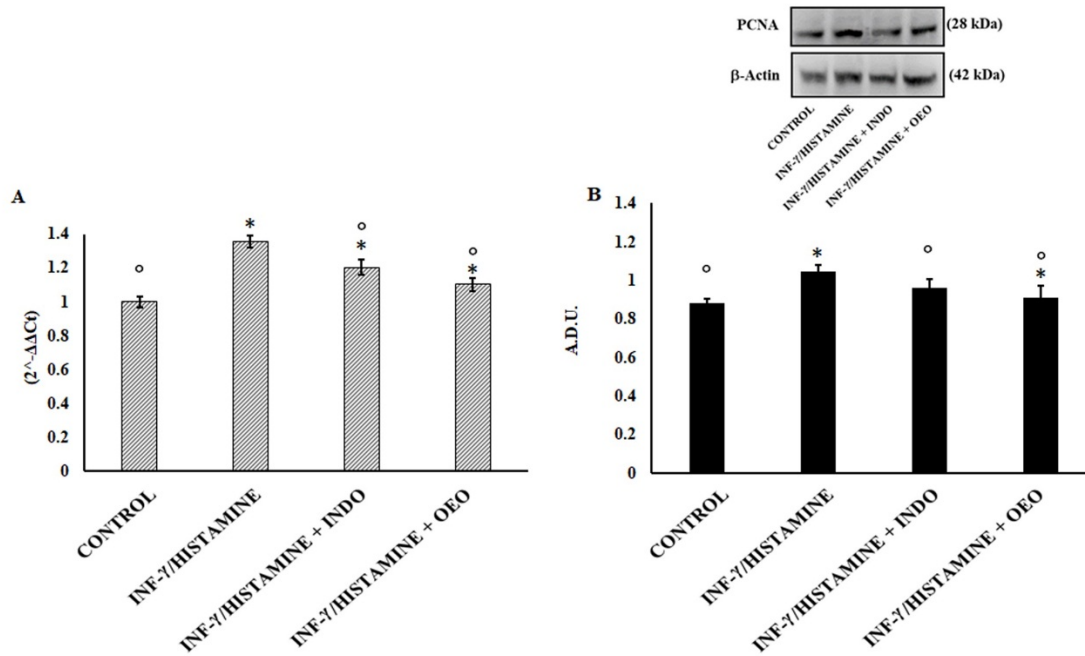 PCNA (28 kDa)
β-Actin (42 kDa)
CONTROL
INF-γ/HISTAMINE
INF-γ/HISTAMINE + INDO
INF-γ/HISTAMINE + OEO
A
(2^-ΔΔCt)
1.4
1.2
1
0.8
0.6
0.4
0.2
0
° * ° * ° *
CONTROL
INF-γ/HISTAMINE
INF-γ/HISTAMINE + INDO
INF-γ/HISTAMINE + OEO
B
A.D.U.
1.4
1.2
1
0.8
0.6
0.4
0.2
0
° * ° ° *
CONTROL
INF-γ/HISTAMINE
INF-γ/HISTAMINE + INDO
INF-γ/HISTAMINE + OEO